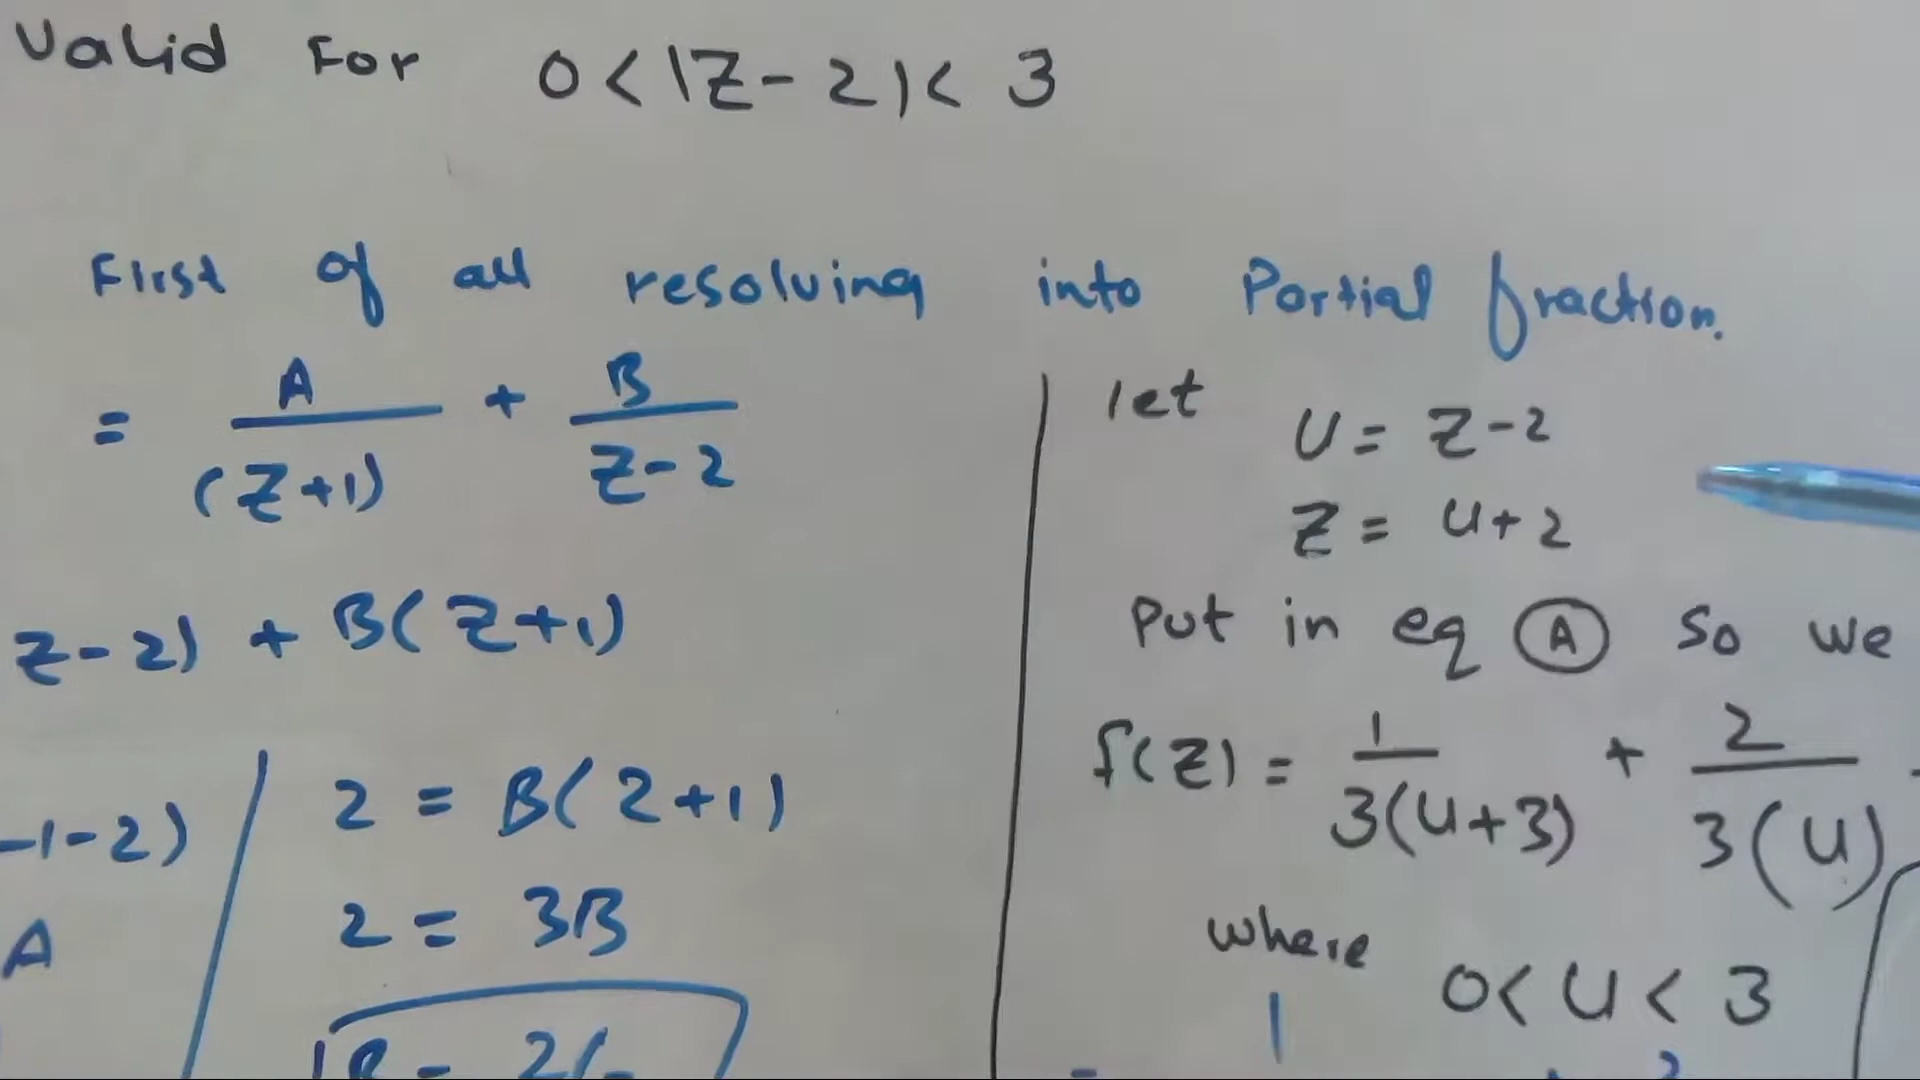 Valid For 0<|Z-2|< 3
First of all resolving into Partial fraction.
= A/(Z+1) + B/Z-2
Z-2) + B(Z+1)
-1-2)
A
2 = B(2+1)
2 = 3B
let U = Z-2
Z = U+2
Put in eq (A) So we
f(Z) = 1/3(U+3) + 2/3(U)
where 0< U < 3